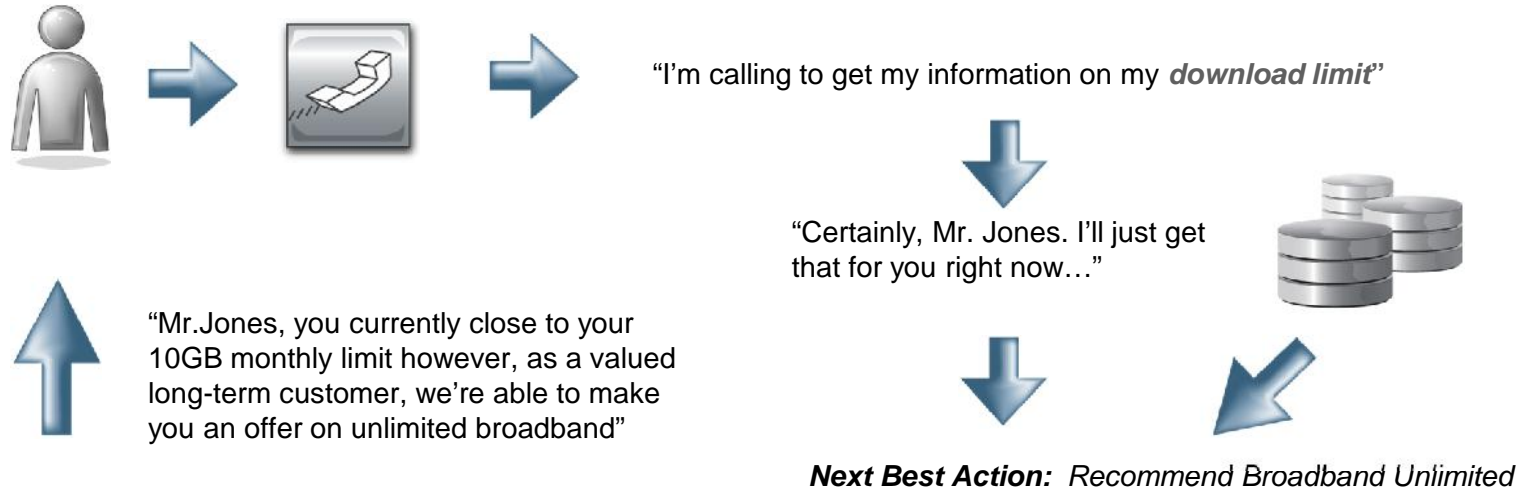 “I’m calling to get my information on my download limit”
“Certainly, Mr. Jones. I’ll just get
that for you right now…”
“Mr.Jones, you currently close to your
10GB monthly limit however, as a valued
long-term customer, we’re able to make
you an offer on unlimited broadband”
Next Best Action: Recommend Broadband Unlimited